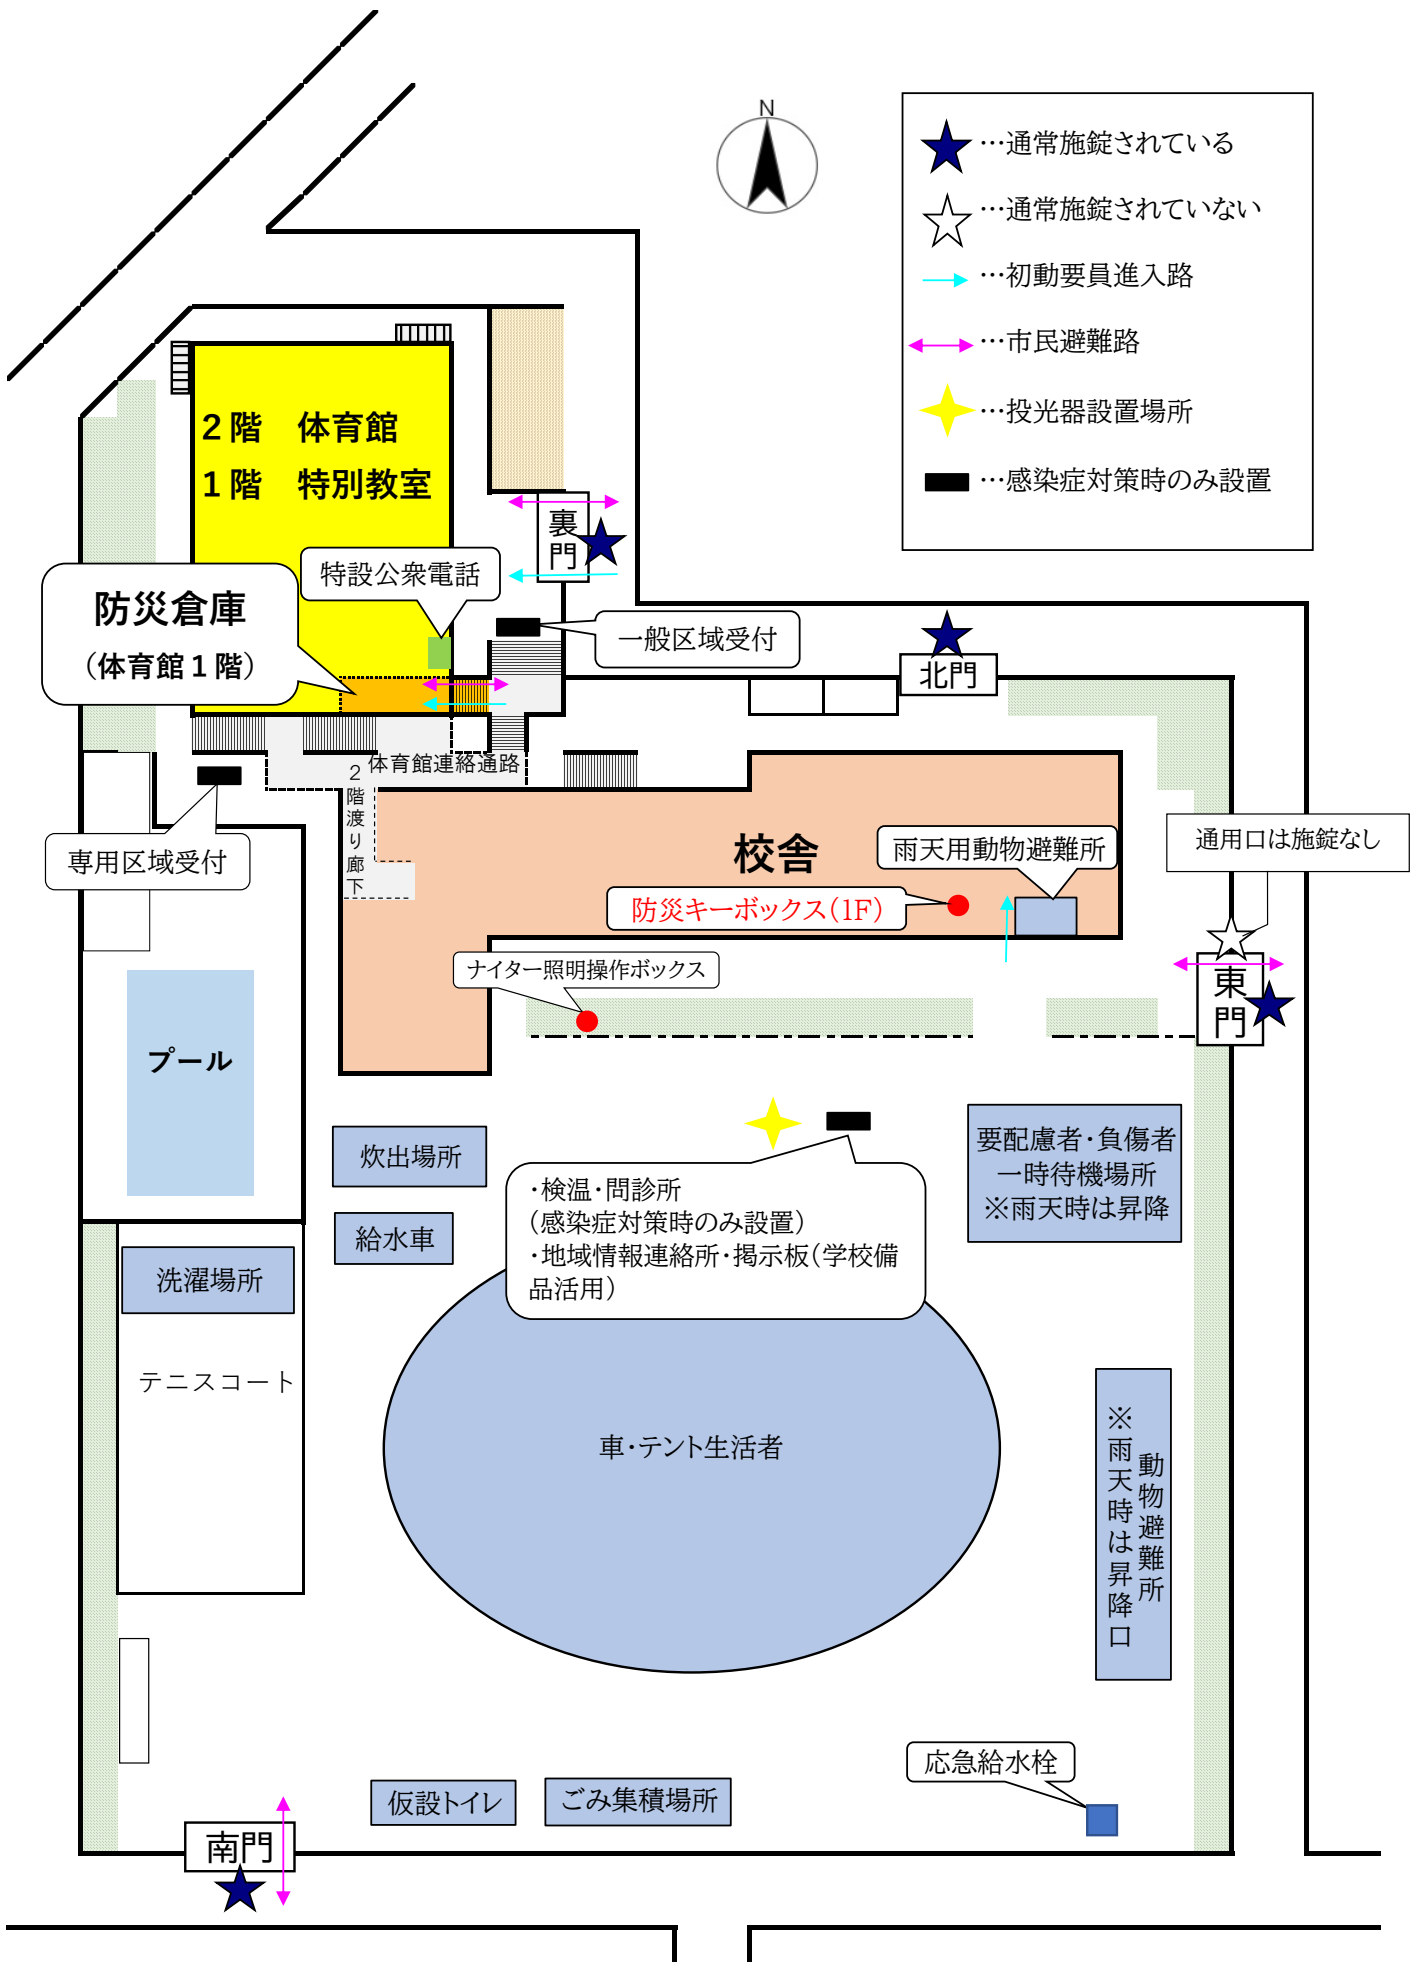 N
…通常施錠されている
…通常施錠されていない
…初動要員進入路
…市民避難路
…投光器設置場所
…感染症対策時のみ設置
２階　体育館
１階　特別教室
裏門
特設公衆電話
防災倉庫
（体育館１階）
一般区域受付
北門
体育館連絡通路
２階渡り廊下
専用区域受付
校舎
雨天用動物避難所
通用口は施錠なし
防災キーボックス（1F）
ナイター照明操作ボックス
東門
プール
炊出場所
給水車
・検温・問診所
（感染症対策時のみ設置）
・地域情報連絡所・掲示板（学校備
品活用）
要配慮者・負傷者
一時待機場所
※雨天時は昇降
洗濯場所
テニスコート
車・テント生活者
動物避難所
※雨天時は昇降口
応急給水栓
仮設トイレ
ごみ集積場所
南門